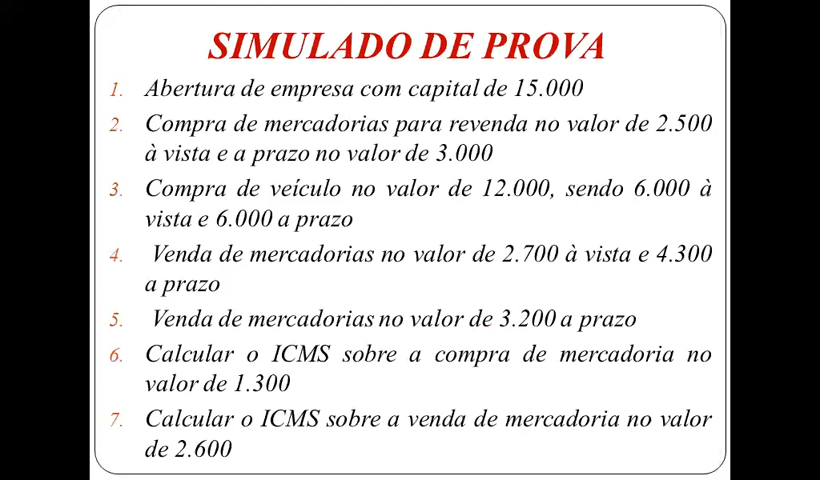 SIMULADO DE PROVA
1. Abertura de empresa com capital de 15.000
2. Compra de mercadorias para revenda no valor de 2.500
à vista e a prazo no valor de 3.000
3. Compra de veículo no valor de 12.000, sendo 6.000 à
vista e 6.000 a prazo
4. Venda de mercadorias no valor de 2.700 à vista e 4.300
a prazo
5. Venda de mercadorias no valor de 3.200 a prazo
6. Calcular o ICMS sobre a compra de mercadoria no
valor de 1.300
7. Calcular o ICMS sobre a venda de mercadoria no valor
de 2.600